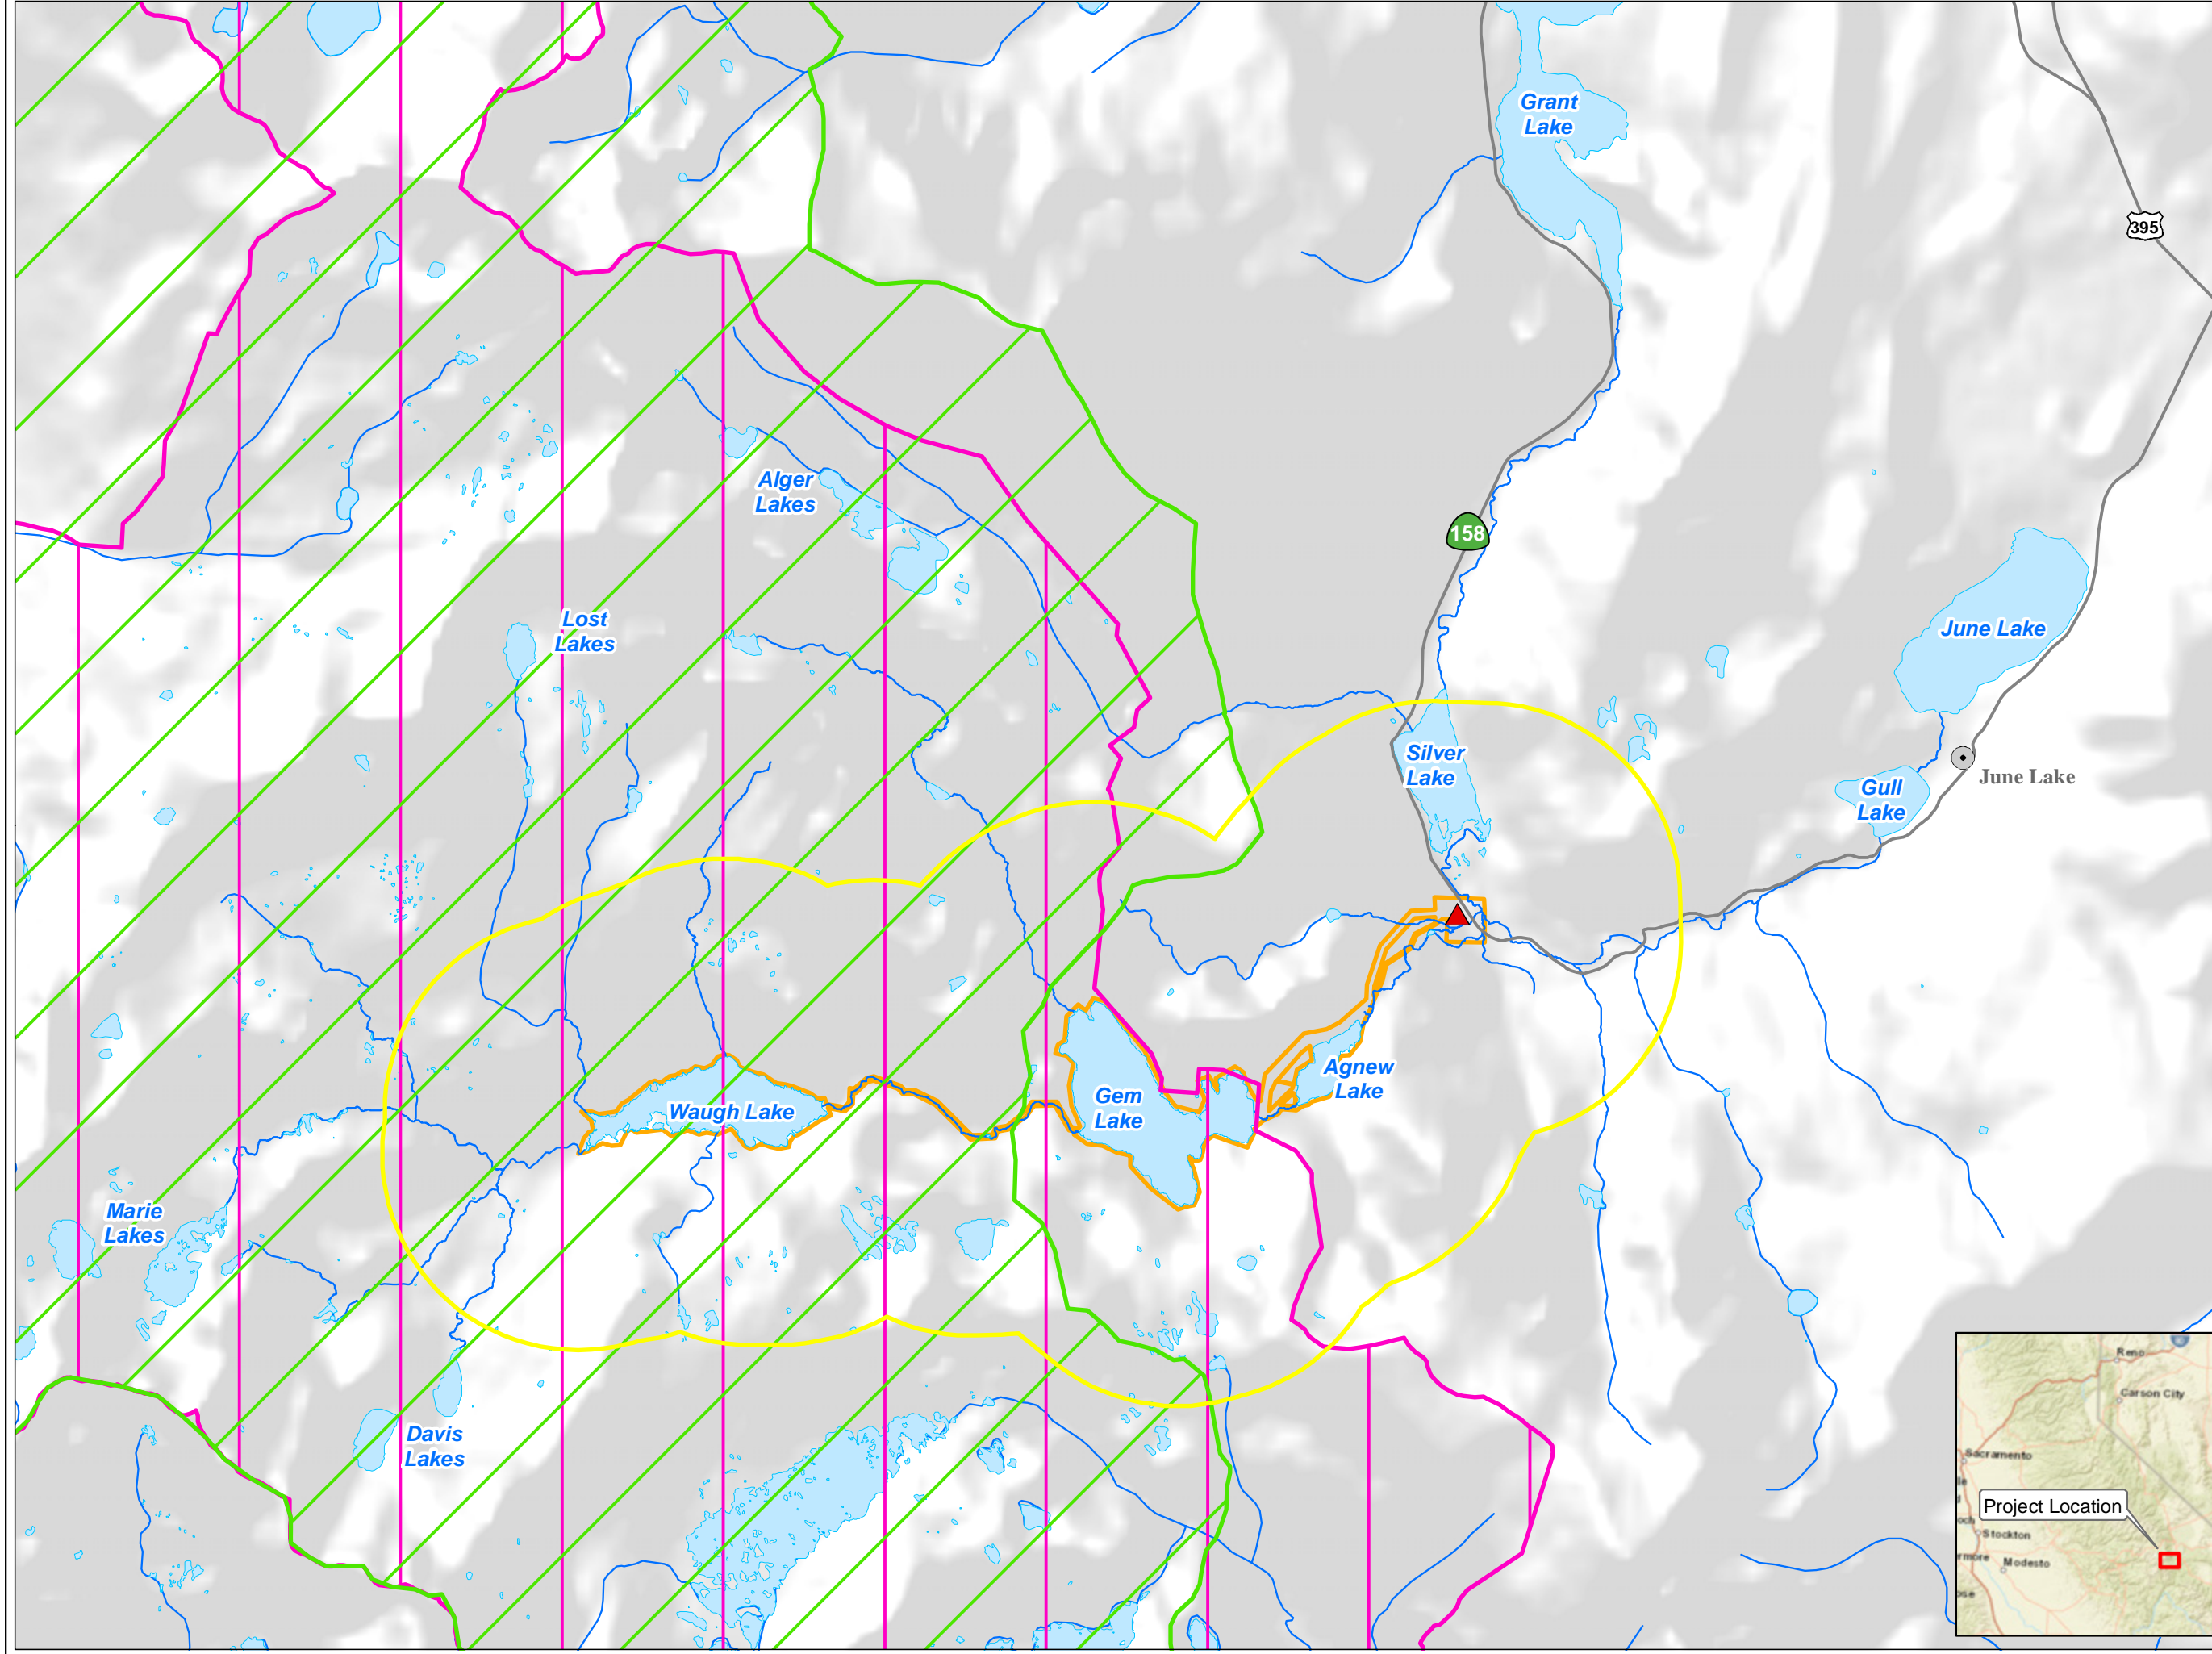 Grant
Lake
395
Alger
Lakes
158
Lost
Lakes
June Lake
Silver
Lake
June Lake
Gull
Lake
Agnew
Lake
Gem
Lake
Waugh Lake
Marie
Lakes
Davis
Lakes
Reno
Carson City
Sacramento
Project Location
Stockton
Modesto